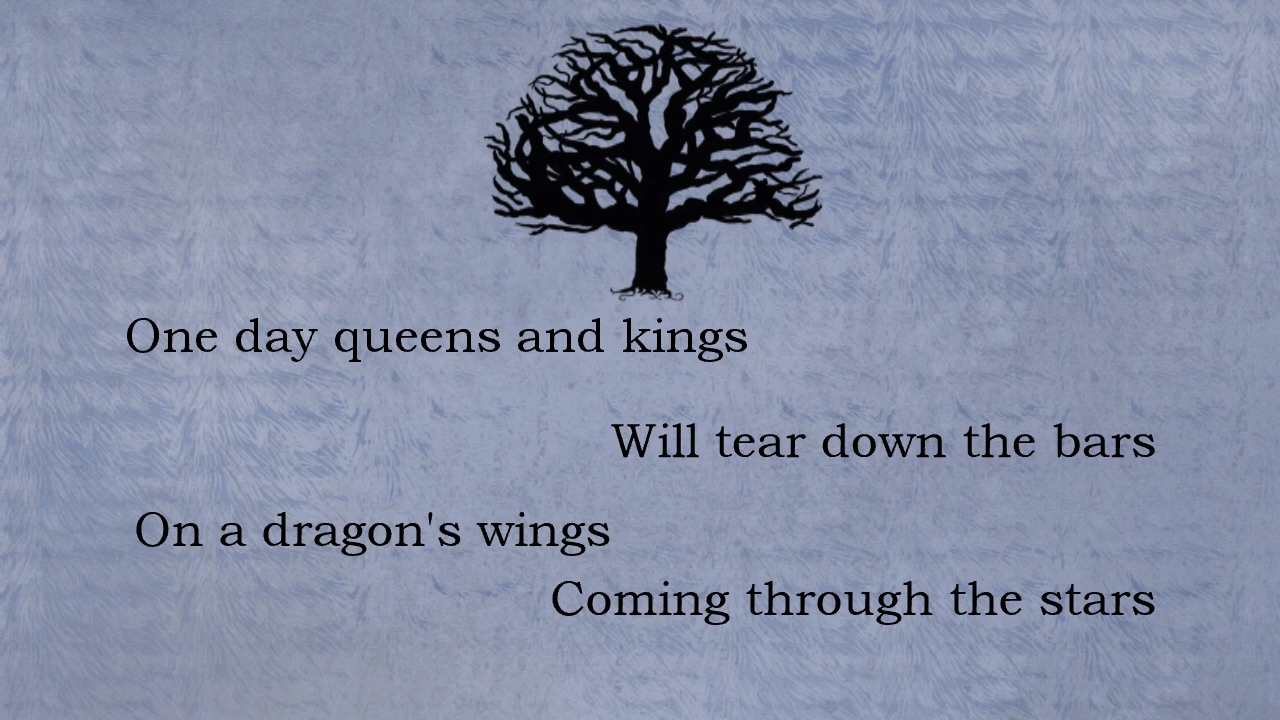 One day queens and kings
Will tear down the bars
On a dragon's wings
Coming through the stars